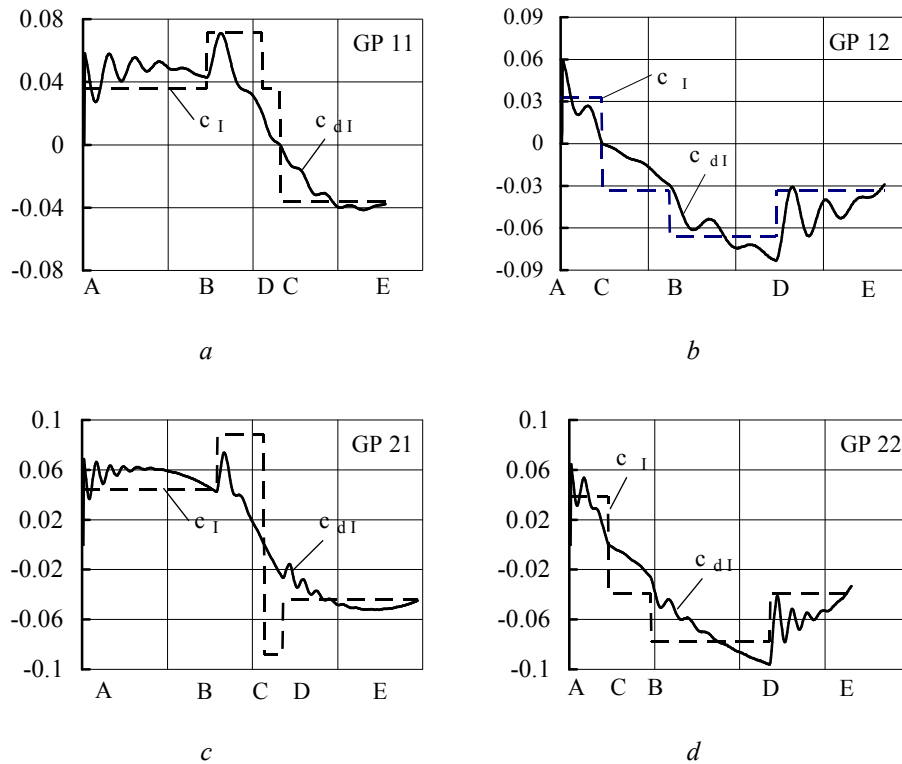 0.08
0.04
0
-0.04
-0.08
GP 11
c I
c d I
A B D C E
a
0.06
0.03
0
-0.03
-0.06
-0.09
GP 12
c I
c d I
A C B D E
b
0.1
0.06
0.02
-0.02
-0.06
-0.1
GP 21
c I
c d I
A B C D E
c
0.1
0.06
0.02
-0.02
-0.06
-0.1
GP 22
c I
c d I
A C B D E
d